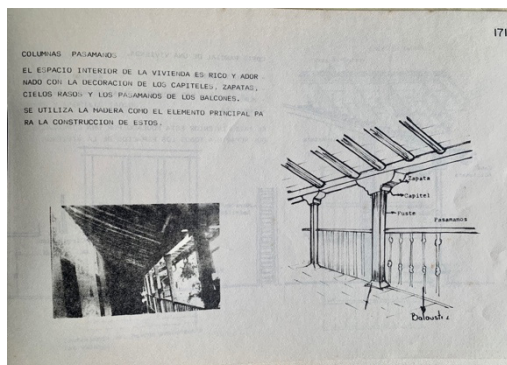 171
COLUMNAS PASAMANOS
EL ESPACIO INTERIOR DE LA VIVIENDA ES RICO Y ADOR
NADO CON LA DECORACION DE LOS CAPITELES, ZAPATAS,
CIELOS RASOS Y LOS PASAMANOS DE LOS BALCONES.
SE UTILIZA LA MADERA COMO EL ELEMENTO PRINCIPAL PA
RA LA CONSTRUCCION DE ESTOS.
Zapata
Capitel
Fuste
Pasamanos